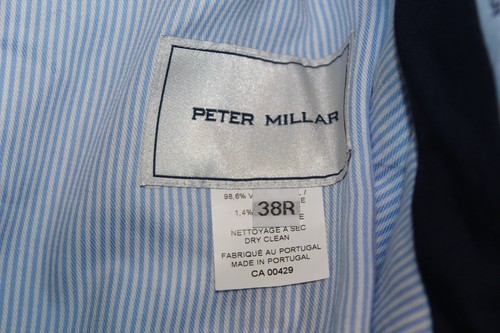 PETER MILLAR
98,6% V
1,4%
38R
NETTOYAGE A SEC
DRY CLEAN
FABRIQUÉ AU PORTUGAL
MADE IN PORTUGAL
CA 00429